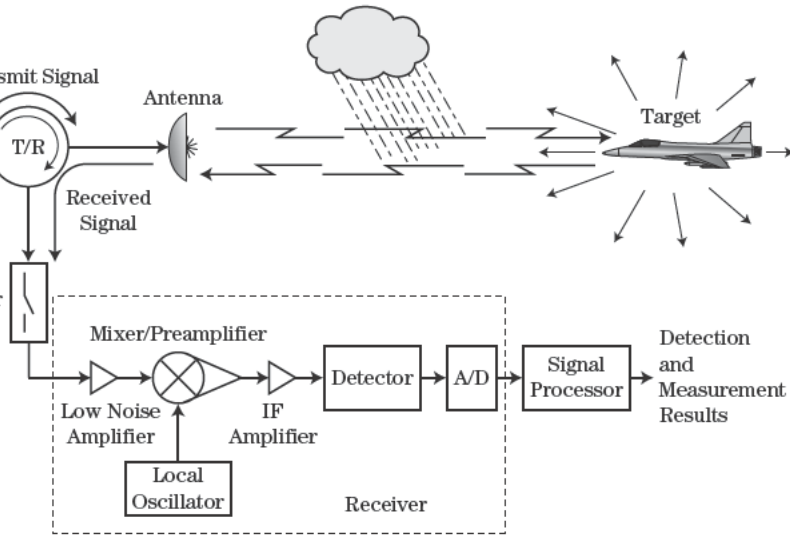 smit Signal
T/R
Antenna
Received
Signal
Target
Mixer/Preamplifier
Low Noise
Amplifier
IF
Amplifier
Detector
A/D
Signal
Processor
Detection
and
Measurement
Results
Local
Oscillator
Receiver